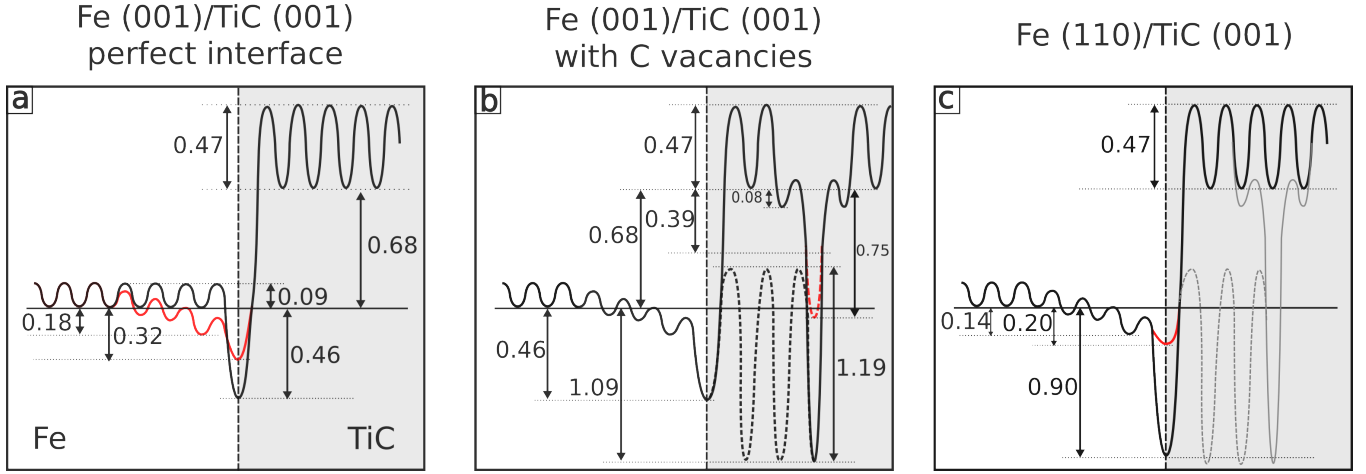 Fe (001)/TiC (001)
perfect interface
Fe (001)/TiC (001)
with C vacancies
Fe (110)/TiC (001)
a
0.47
0.68
0.09
0.18
0.32
0.46
Fe
TiC
b
0.47
0.08
0.39
0.68
0.75
0.46
1.09
1.19
c
0.47
0.14
0.20
0.90